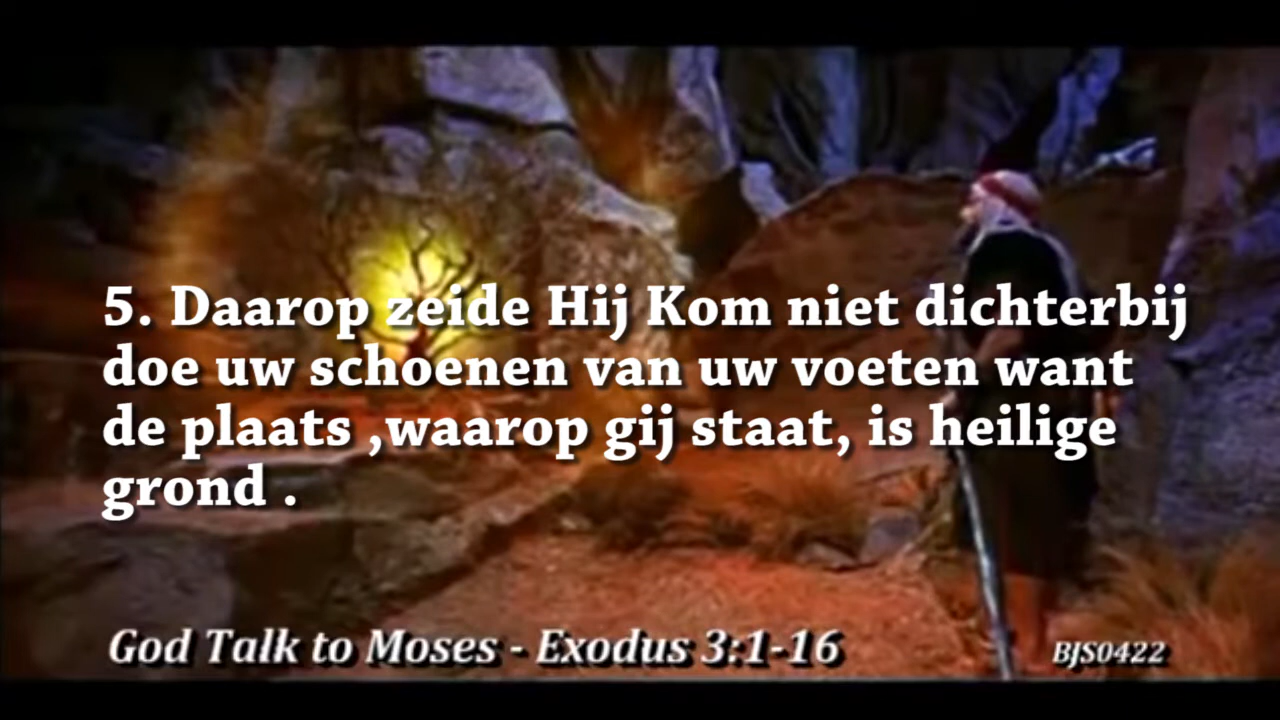 5. Daarop zeide Hij Kom niet dichterbij
doe uw schoenen van uw voeten want
de plaats ,waarop gij staat, is heilige
grond .
God Talk to Moses - Exodus 3:1-16
BJS0422